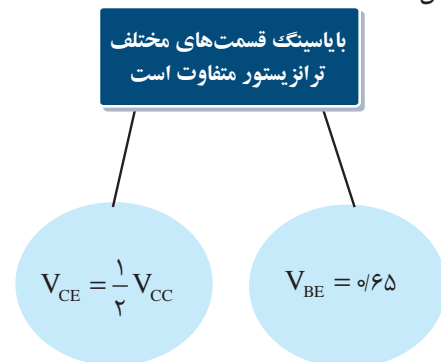 بایاسینگ قسمت‌های مختلف
ترانزیستور متفاوت است
V_BE = ۰/۶۵
V_CE = ۱/۲ V_CC